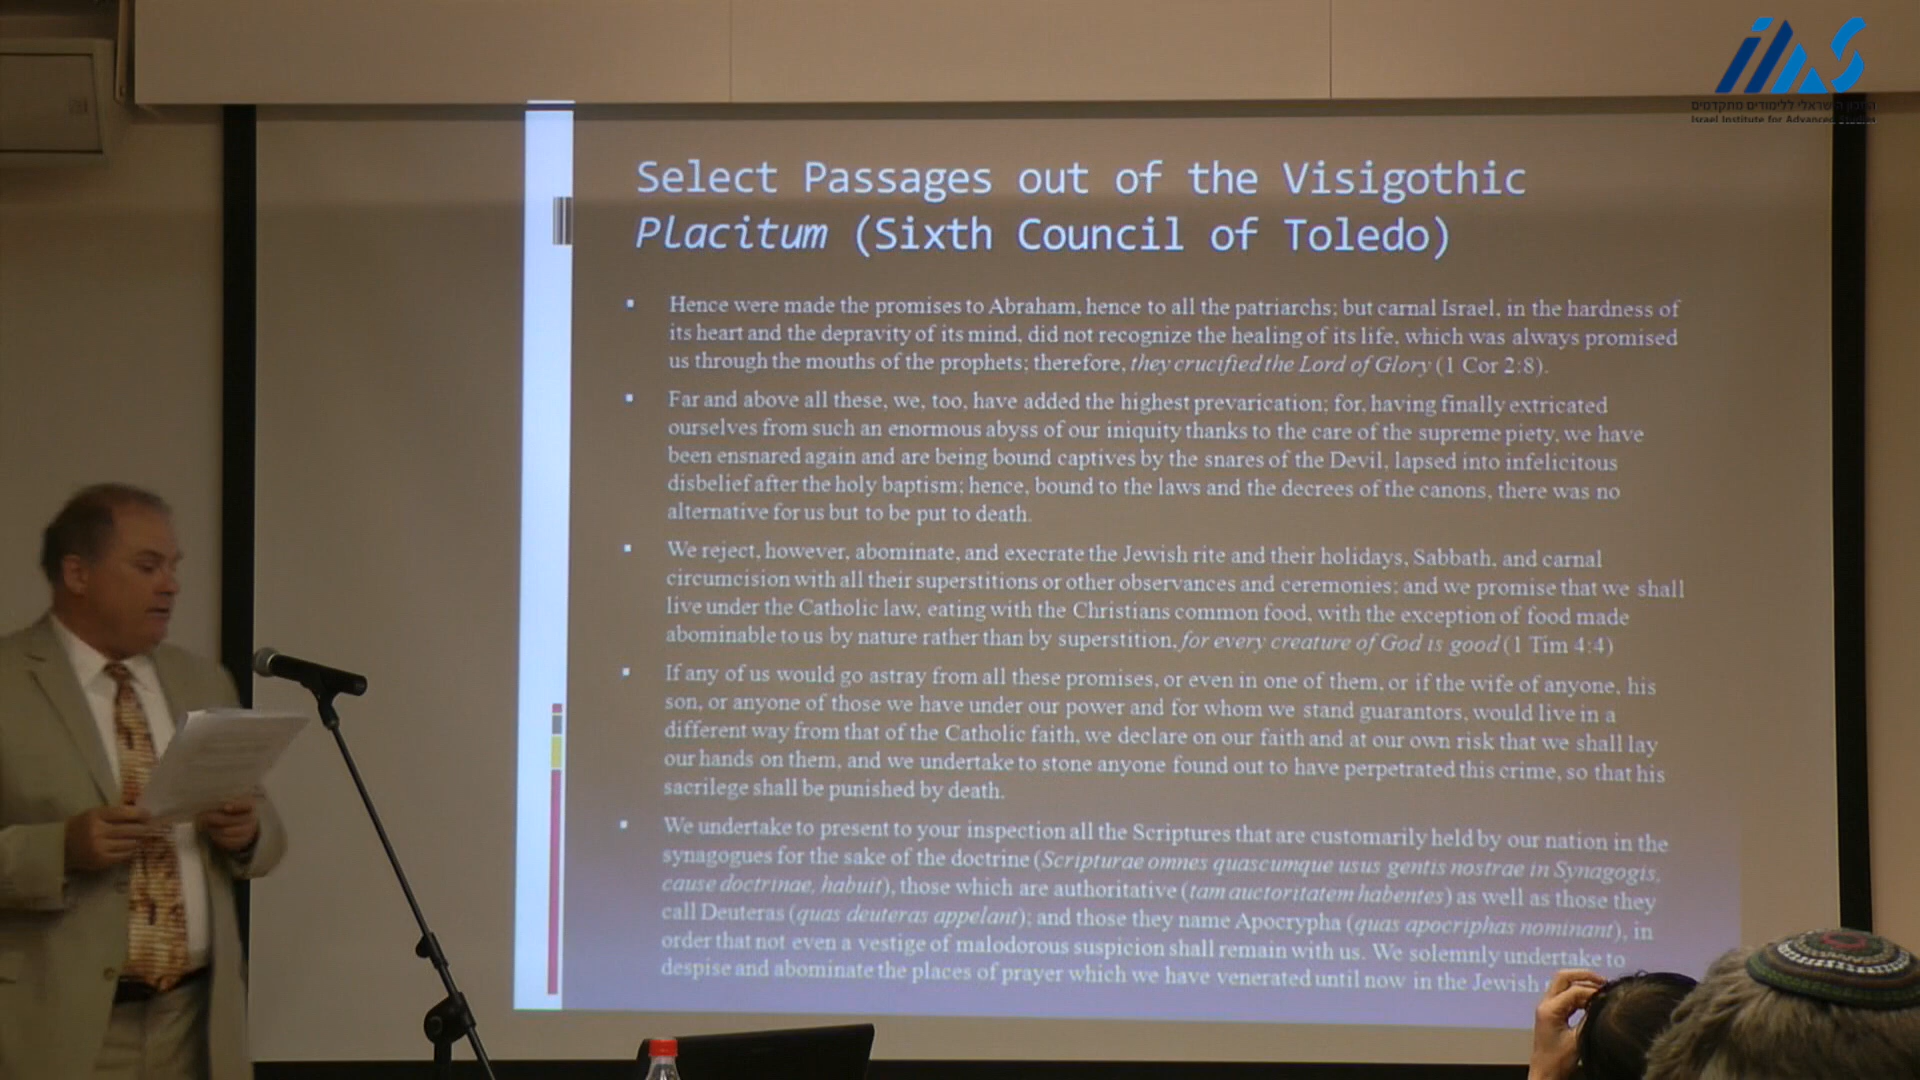 ias
המכון הישראלי ללימודים מתקדמים
Israel Institute for Advanced Studies
Select Passages out of the Visigothic
Placitum (Sixth Council of Toledo)
Hence were made the promises to Abraham, hence to all the patriarchs; but carnal Israel, in the hardness of
its heart and the depravity of its mind, did not recognize the healing of its life, which was always promised
us through the mouths of the prophets; therefore, they crucified the Lord of Glory (1 Cor 2:8).
Far and above all these, we, too, have added the highest prevarication; for, having finally extricated
ourselves from such an enormous abyss of our iniquity thanks to the care of the supreme piety, we have
been ensnared again and are being bound captives by the snares of the Devil, lapsed into infelicitous
disbelief after the holy baptism; hence, bound to the laws and the decrees of the canons, there was no
alternative for us but to be put to death.
We reject, however, abominate, and execrate the Jewish rite and their holidays, Sabbath, and carnal
circumcision with all their superstitions or other observances and ceremonies; and we promise that we shall
live under the Catholic law, eating with the Christians common food, with the exception of food made
abominable to us by nature rather than by superstition, for every creature of God is good (1 Tim 4:4)
If any of us would go astray from all these promises, or even in one of them, or if the wife of anyone, his
son, or anyone of those we have under our power and for whom we stand guarantors, would live in a
different way from that of the Catholic faith, we declare on our faith and at our own risk that we shall lay
our hands on them, and we undertake to stone anyone found out to have perpetrated this crime, so that his
sacrilege shall be punished by death.
We undertake to present to your inspection all the Scriptures that are customarily held by our nation in the
synagogues for the sake of the doctrine (Scripturae omnes quascumque usus gentis nostrae in Synagogis,
cause doctrinae, habuit), those which are authoritative (tam auctoritatem habentes) as well as those they
call Deuteras (quas deuteras appelant); and those they name Apocrypha (quas apocriphas nominant), in
order that not even a vestige of malodorous suspicion shall remain with us. We solemnly undertake to
despise and abominate the places of prayer which we have venerated until now in the Jewish